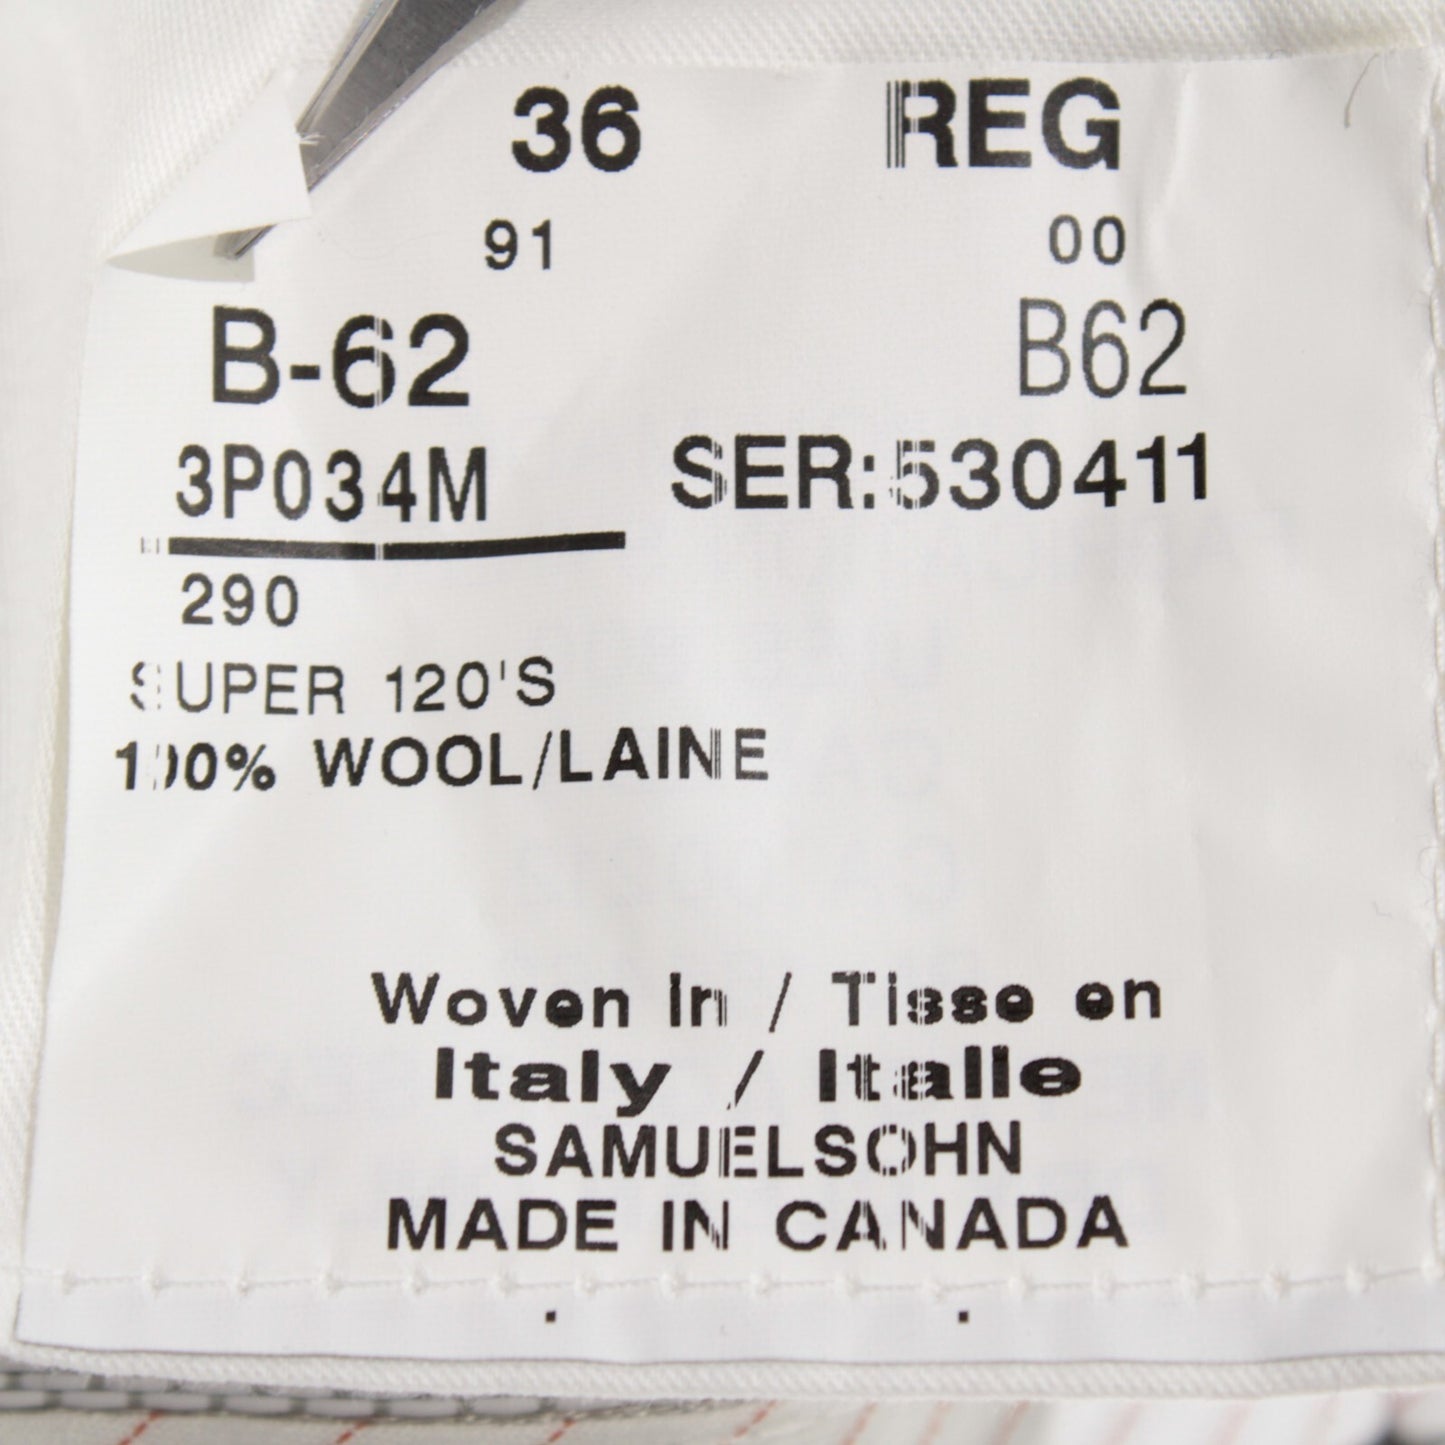 36 REG
91 00
B-62 B62
3P034M SER:530411
290
SUPER 120'S
100% WOOL/LAINE
Woven in / Tisse en
Italy / Italie
SAMUELSOHN
MADE IN CANADA